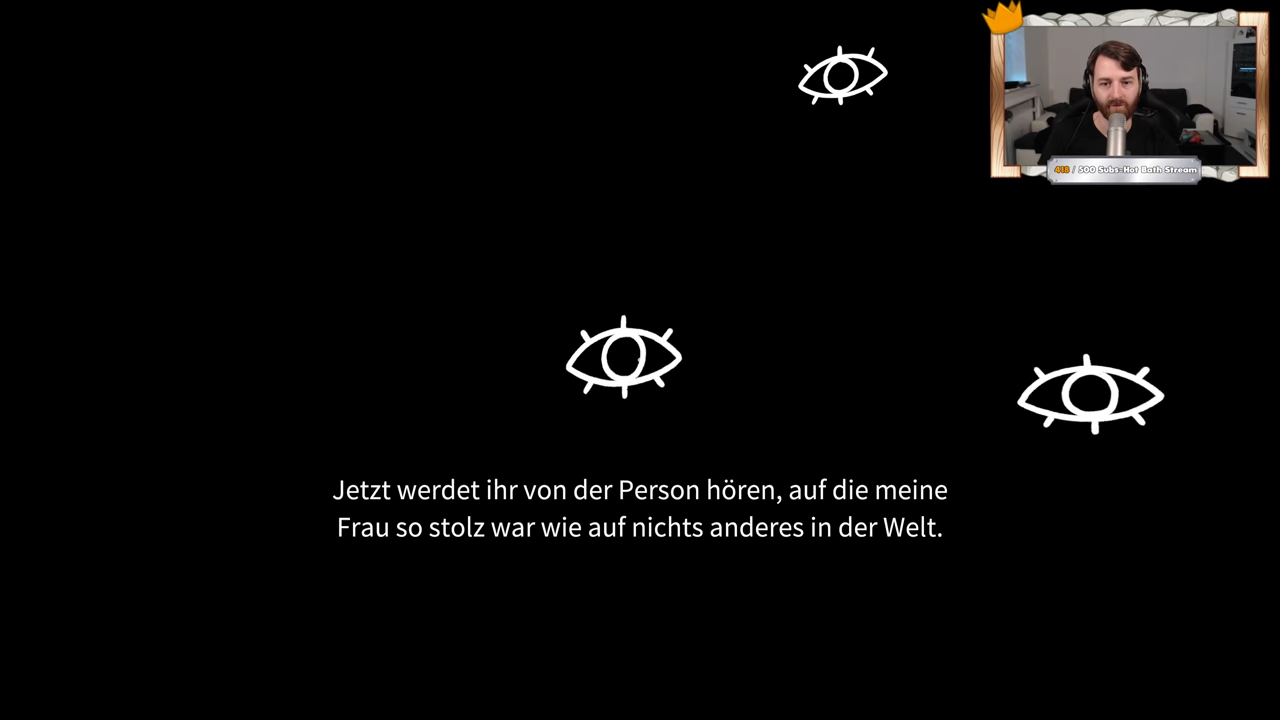 418 / 500 Subs-Hot Bath Stream
Jetzt werdet ihr von der Person hören, auf die meine
Frau so stolz war wie auf nichts anderes in der Welt.